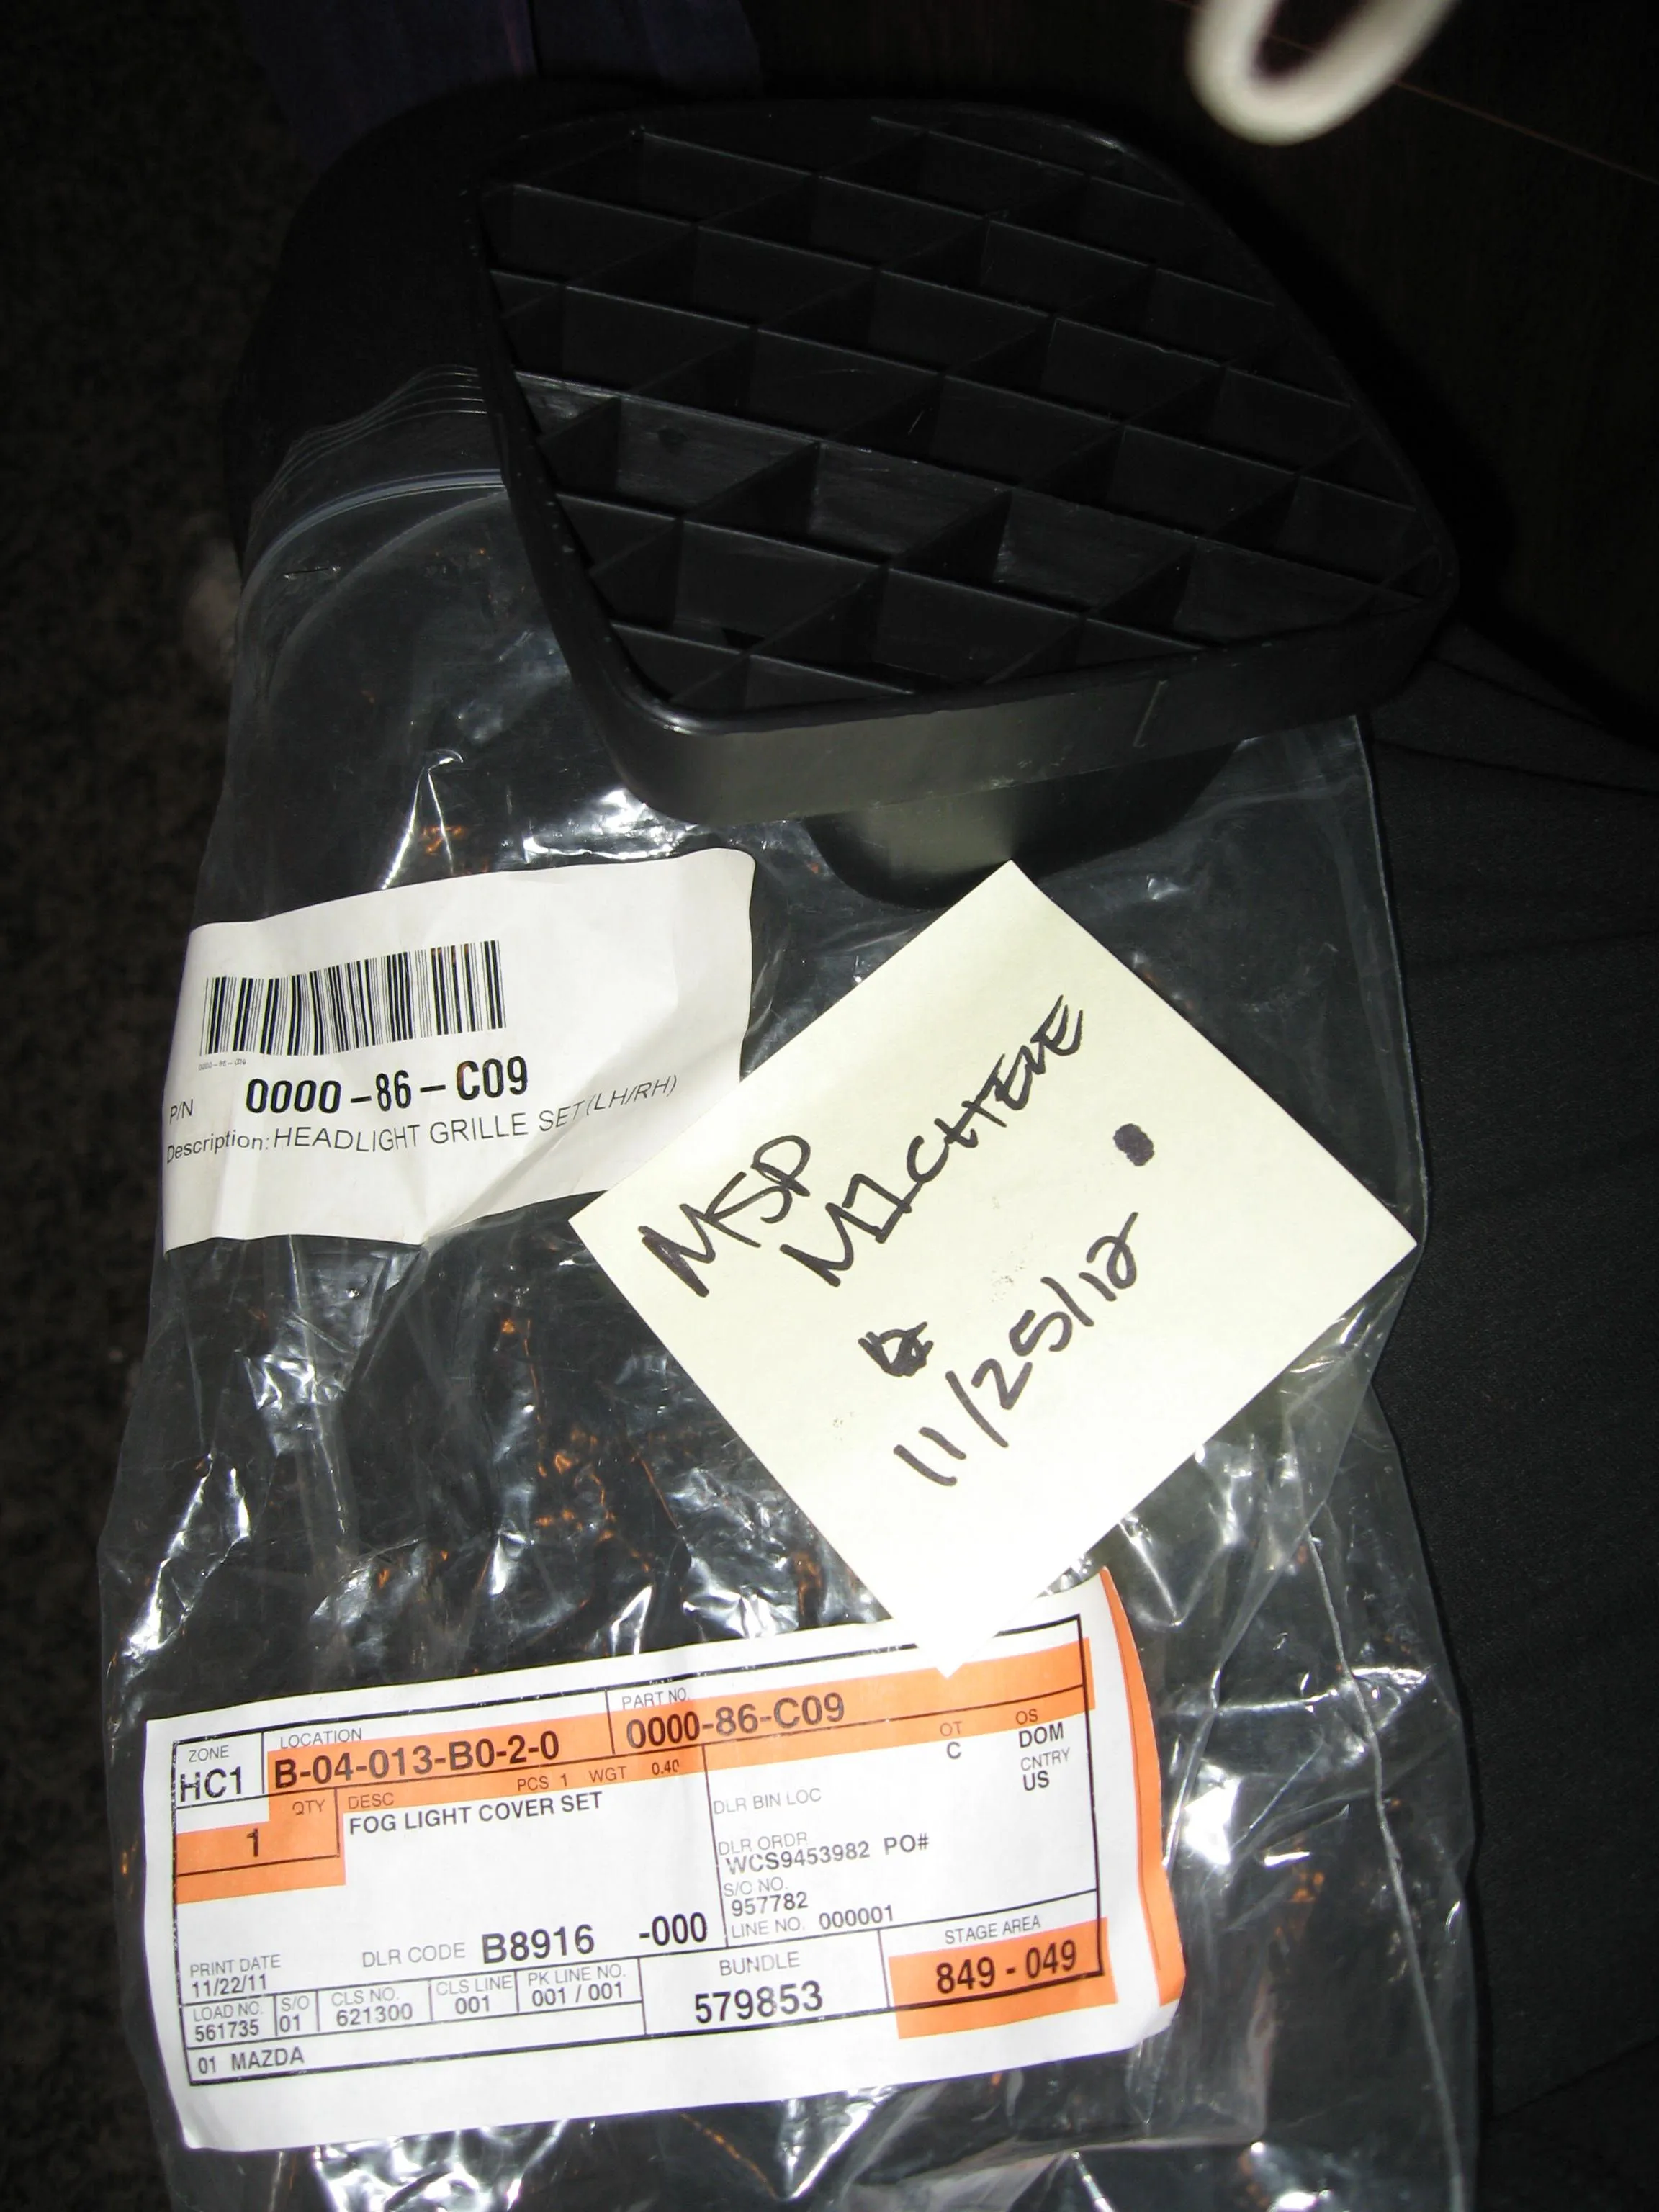 0000-86-C09
P/N 0000-86-C09
Description: HEADLIGHT GRILLE SET (LH/RH)
MSP
11/25/12
ZONE
HC1
LOCATION
B-04-013-B0-2-0
PART NO.
0000-86-C09
PCS 1 WGT 0.40
OT
C
OS
DOM
CNTRY
US
QTY
1
DESC
FOG LIGHT COVER SET
DLR BIN LOC
DLR ORDR
WCS9453982 PO#
S/O NO.
957782
LINE NO. 000001
PRINT DATE
11/22/11
DLR CODE B8916 -000
LOAD NO.
561735
S/O
01
CLS NO.
621300
CLS LINE
001
PK LINE NO.
001 / 001
BUNDLE
579853
STAGE AREA
849 - 049
01 MAZDA